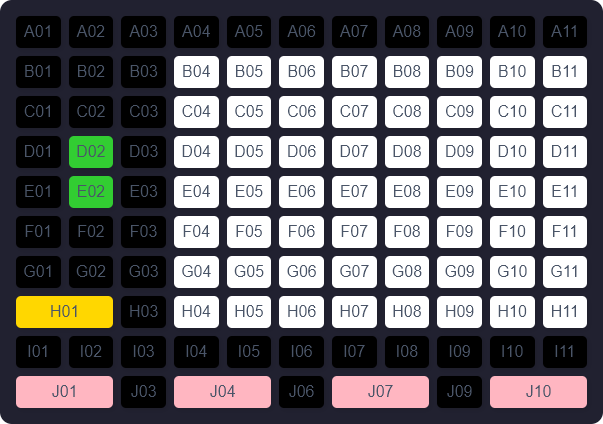 A01 A02 A03 A04 A05 A06 A07 A08 A09 A10 A11
B01 B02 B03 B04 B05 B06 B07 B08 B09 B10 B11
C01 C02 C03 C04 C05 C06 C07 C08 C09 C10 C11
D01 D02 D03 D04 D05 D06 D07 D08 D09 D10 D11
E01 E02 E03 E04 E05 E06 E07 E08 E09 E10 E11
F01 F02 F03 F04 F05 F06 F07 F08 F09 F10 F11
G01 G02 G03 G04 G05 G06 G07 G08 G09 G10 G11
H01 H03 H04 H05 H06 H07 H08 H09 H10 H11
I01 I02 I03 I04 I05 I06 I07 I08 I09 I10 I11
J01 J03 J04 J06 J07 J09 J10